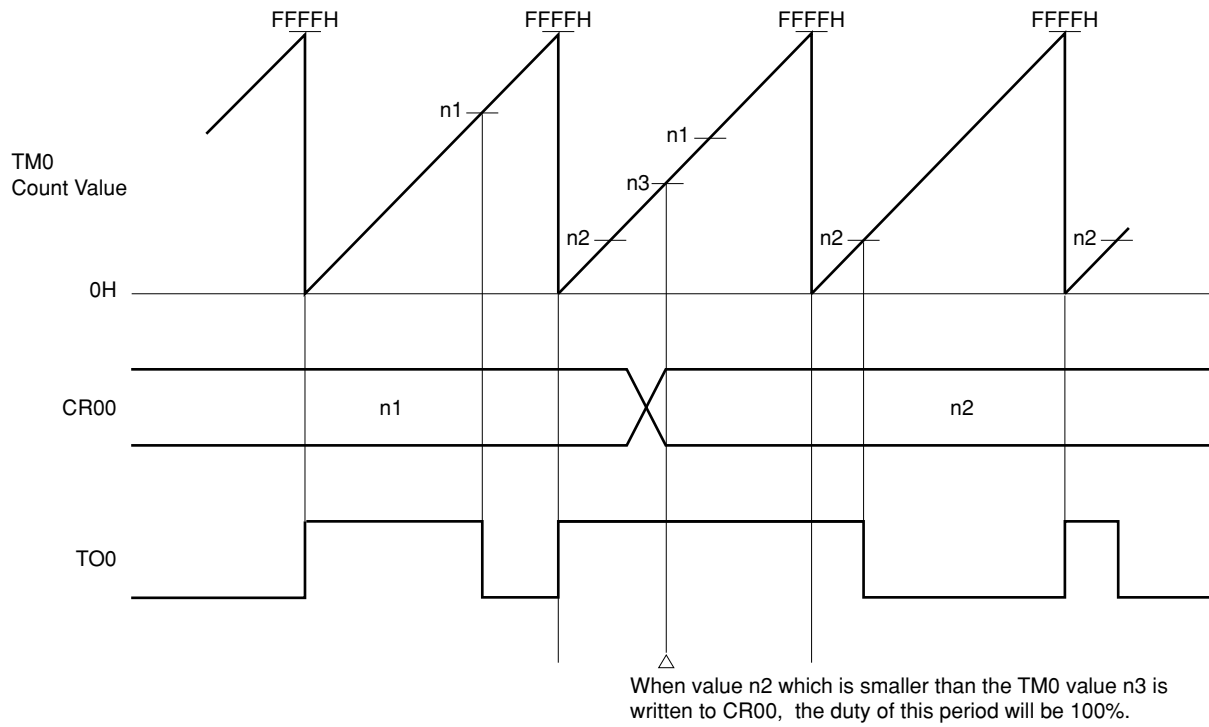 FFFFH FFFFH FFFFH FFFFH
n1
n1
TM0
Count Value
n3
n2 n2 n2
0H
CR00 n1 n2
TO0
When value n2 which is smaller than the TM0 value n3 is
written to CR00, the duty of this period will be 100%.